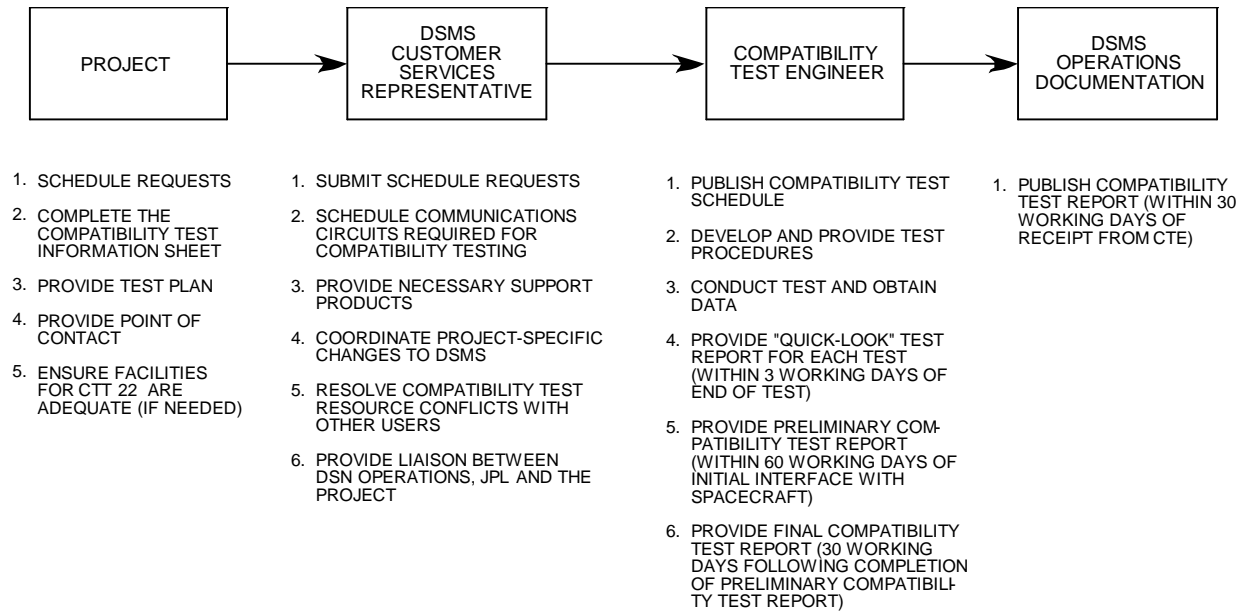 PROJECT
DSMS
CUSTOMER
SERVICES
REPRESENTATIVE
COMPATIBILITY
TEST ENGINEER
DSMS
OPERATIONS
DOCUMENTATION
1. SCHEDULE REQUESTS
2. COMPLETE THE
COMPATIBILITY TEST
INFORMATION SHEET
3. PROVIDE TEST PLAN
4. PROVIDE POINT OF
CONTACT
5. ENSURE FACILITIES
FOR CTT 22 ARE
ADEQUATE (IF NEEDED)
1. SUBMIT SCHEDULE REQUESTS
2. SCHEDULE COMMUNICATIONS
CIRCUITS REQUIRED FOR
COMPATIBILITY TESTING
3. PROVIDE NECESSARY SUPPORT
PRODUCTS
4. COORDINATE PROJECT-SPECIFIC
CHANGES TO DSMS
5. RESOLVE COMPATIBILITY TEST
RESOURCE CONFLICTS WITH
OTHER USERS
6. PROVIDE LIAISON BETWEEN
DSN OPERATIONS, JPL AND THE
PROJECT
1. PUBLISH COMPATIBILITY TEST
SCHEDULE
2. DEVELOP AND PROVIDE TEST
PROCEDURES
3. CONDUCT TEST AND OBTAIN
DATA
4. PROVIDE "QUICK-LOOK" TEST
REPORT FOR EACH TEST
(WITHIN 3 WORKING DAYS OF
END OF TEST)
5. PROVIDE PRELIMINARY COM-
PATIBILITY TEST REPORT
(WITHIN 60 WORKING DAYS OF
INITIAL INTERFACE WITH
SPACECRAFT)
6. PROVIDE FINAL COMPATIBILITY
TEST REPORT (30 WORKING
DAYS FOLLOWING COMPLETION
OF PRELIMINARY COMPATIBILI-
TY TEST REPORT)
1. PUBLISH COMPATIBILITY
TEST REPORT (WITHIN 30
WORKING DAYS OF
RECEIPT FROM CTE)